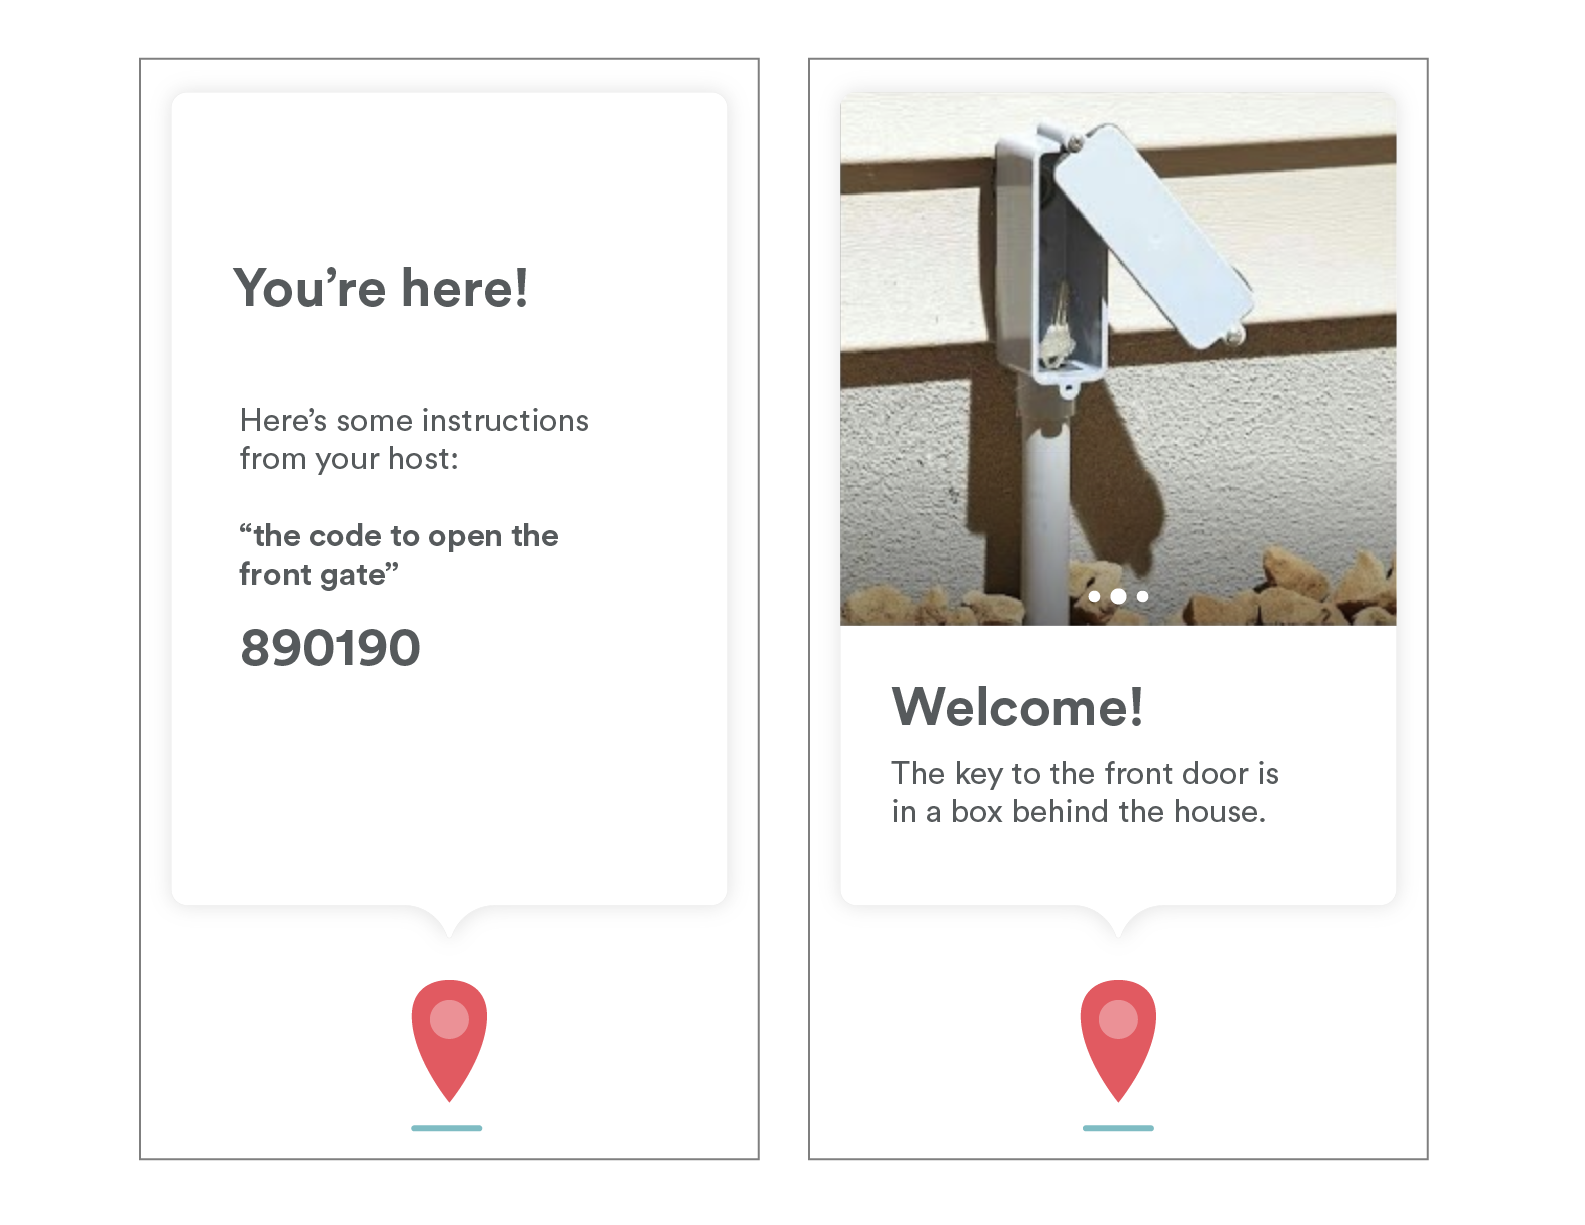 You’re here!
Here’s some instructions
from your host:
“the code to open the
front gate”
890190
Welcome!
The key to the front door is
in a box behind the house.